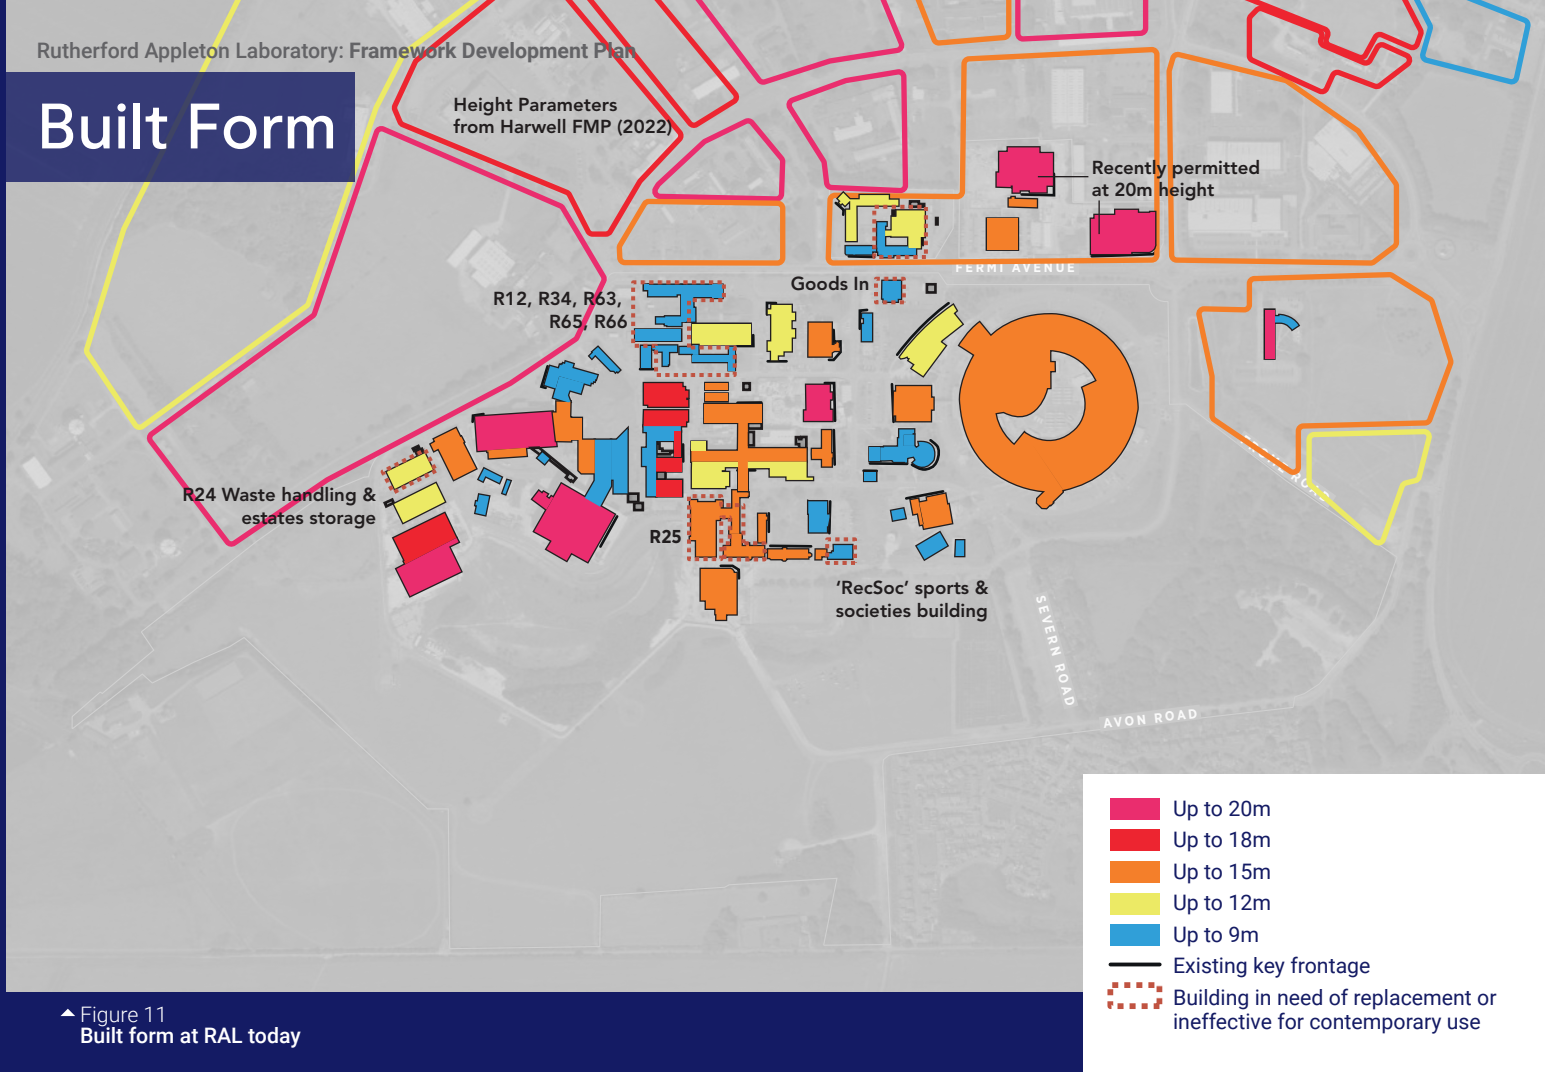 Rutherford Appleton Laboratory: Framework Development Plan
Built Form
Height Parameters
from Harwell FMP (2022)
Recently permitted
at 20m height
FERMI AVENUE
Goods In
R12, R34, R63,
R65, R66
R24 Waste handling &
estates storage
R25
‘RecSoc’ sports &
societies building
SEVERN ROAD
AVON ROAD
ROAD
Up to 20m
Up to 18m
Up to 15m
Up to 12m
Up to 9m
Existing key frontage
Building in need of replacement or
ineffective for contemporary use
Figure 11
Built form at RAL today